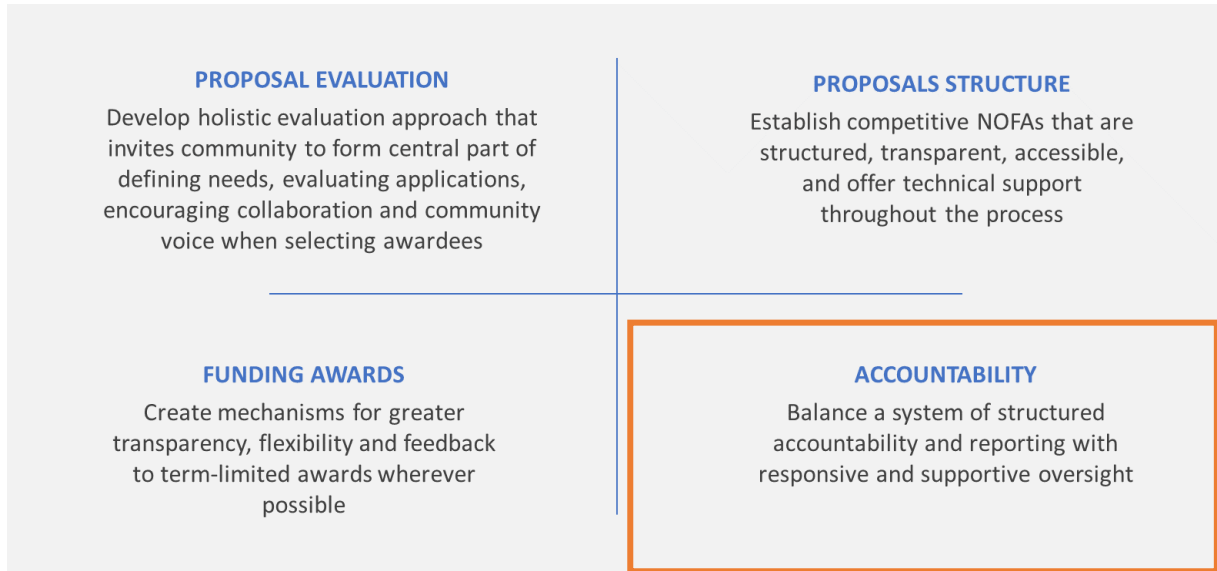 PROPOSAL EVALUATION
Develop holistic evaluation approach that
invites community to form central part of
defining needs, evaluating applications,
encouraging collaboration and community
voice when selecting awardees
PROPOSALS STRUCTURE
Establish competitive NOFAs that are
structured, transparent, accessible,
and offer technical support
throughout the process
FUNDING AWARDS
Create mechanisms for greater
transparency, flexibility and feedback
to term-limited awards wherever
possible
ACCOUNTABILITY
Balance a system of structured
accountability and reporting with
responsive and supportive oversight